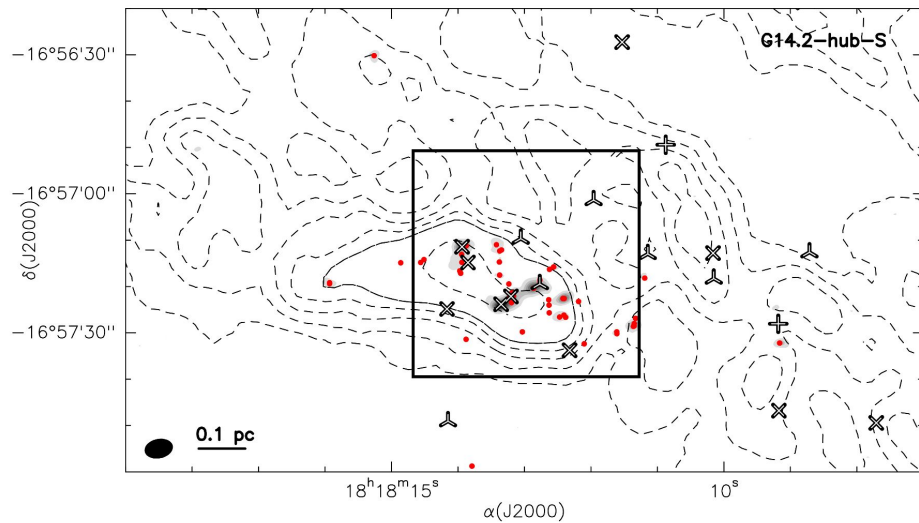 G14.2-hub-S
-16°56'30''
-16°57'00''
-16°57'30''
δ(J2000)
0.1 pc
18ʰ18ᵐ15ˢ
10ˢ
α(J2000)